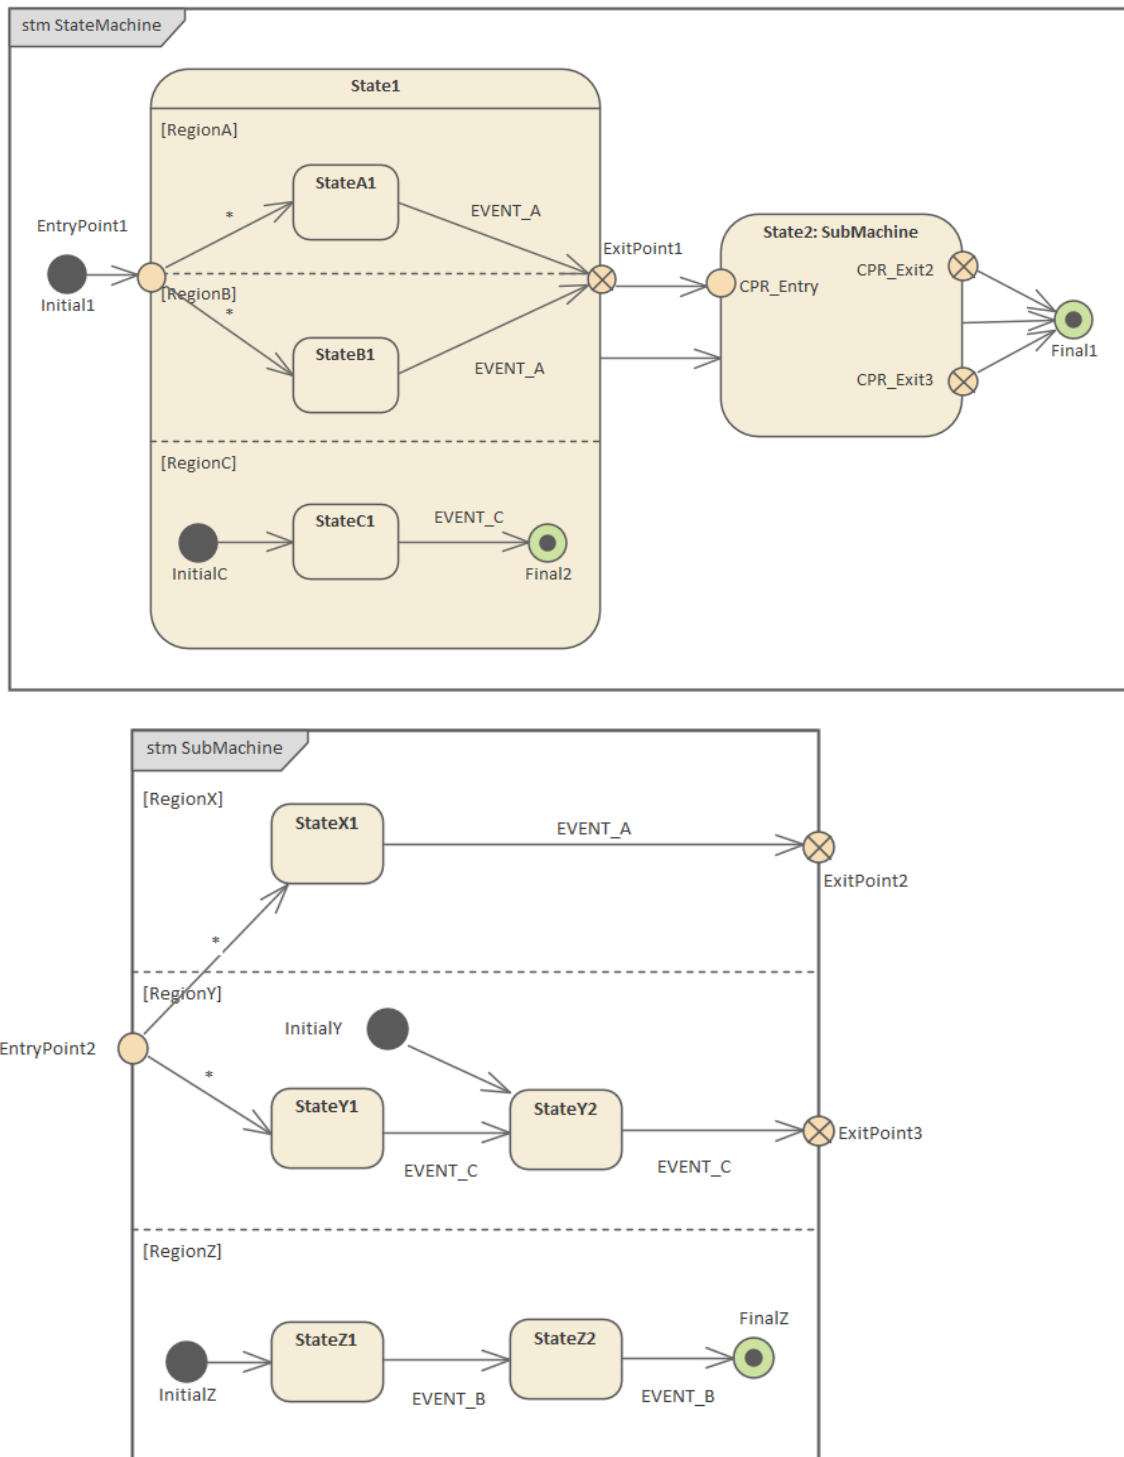 stm StateMachine
State1
[RegionA]
StateA1
*
EVENT_A
EntryPoint1
ExitPoint1
State2: SubMachine
CPR_Exit2
Initial1
[RegionB]
CPR_Entry
*
StateB1
EVENT_A
Final1
CPR_Exit3
[RegionC]
StateC1
EVENT_C
InitialC
Final2
stm SubMachine
[RegionX]
StateX1
EVENT_A
ExitPoint2
*
[RegionY]
InitialY
EntryPoint2
*
StateY1
StateY2
ExitPoint3
EVENT_C
EVENT_C
[RegionZ]
FinalZ
StateZ1
StateZ2
InitialZ
EVENT_B
EVENT_B